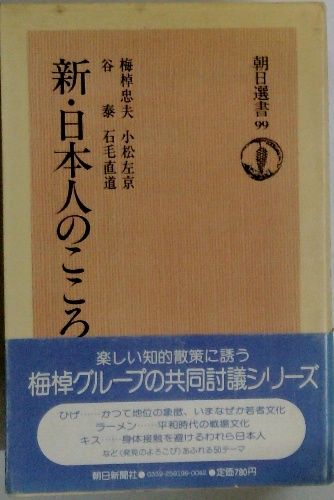 朝日選書 99
梅棹忠夫 小松左京
谷 泰 石毛直道
新・日本人のこころ
楽しい知的散策に誘う
梅棹グループの共同討議シリーズ
ひげ……かつて地位の象徴、いまなぜか若者文化
ラーメン……平和時代の戦場文化
キス……身体接触を避けるわれら日本人
など〈発見のよろこび〉あふれる50テーマ
朝日新聞社
●定価780円